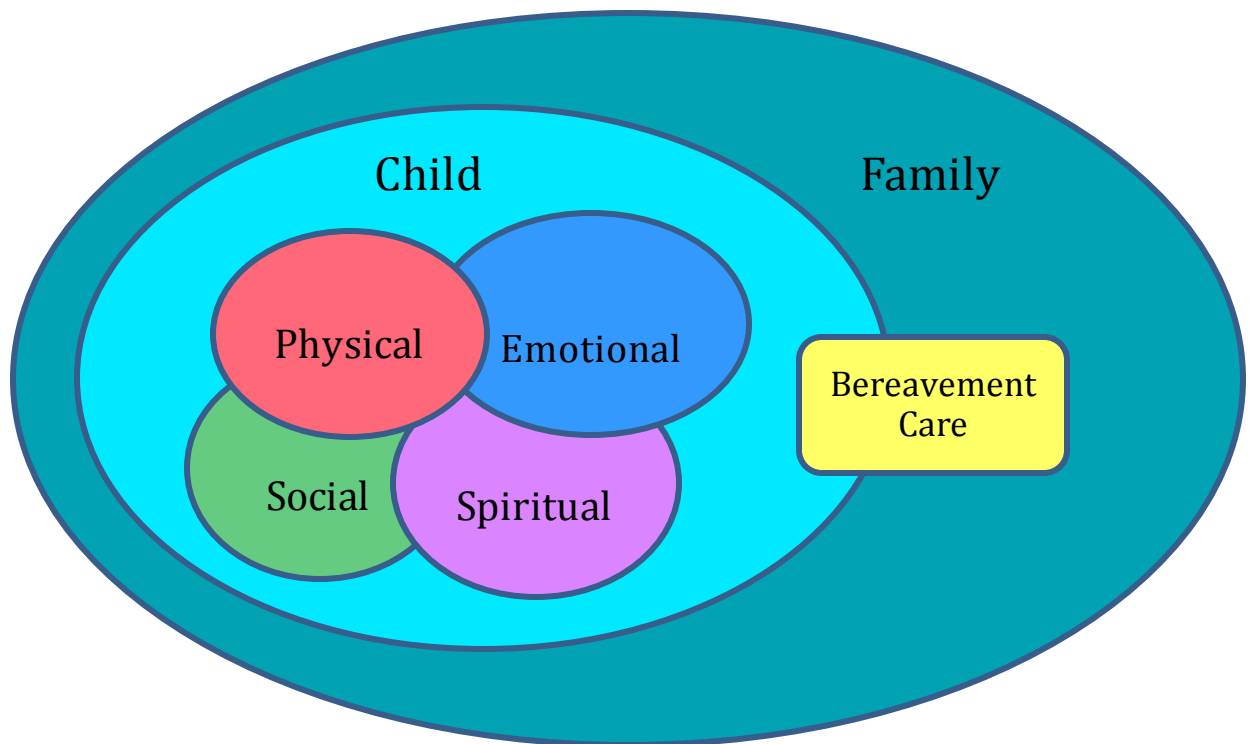 Child
Family
Physical
Emotional
Bereavement
Care
Social
Spiritual